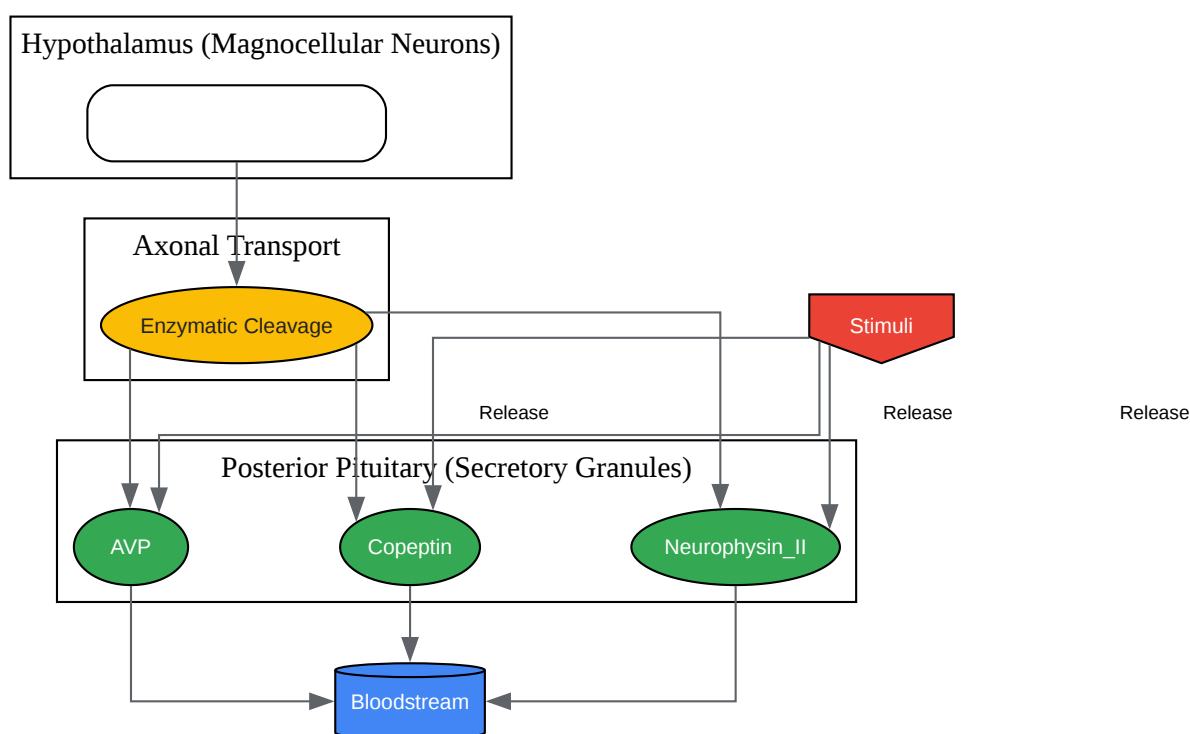 Hypothalamus (Magnocellular Neurons)
Axonal Transport
Enzymatic Cleavage
Stimuli
Release
Release
Release
Posterior Pituitary (Secretory Granules)
AVP
Copeptin
Neurophysin_II
Bloodstream